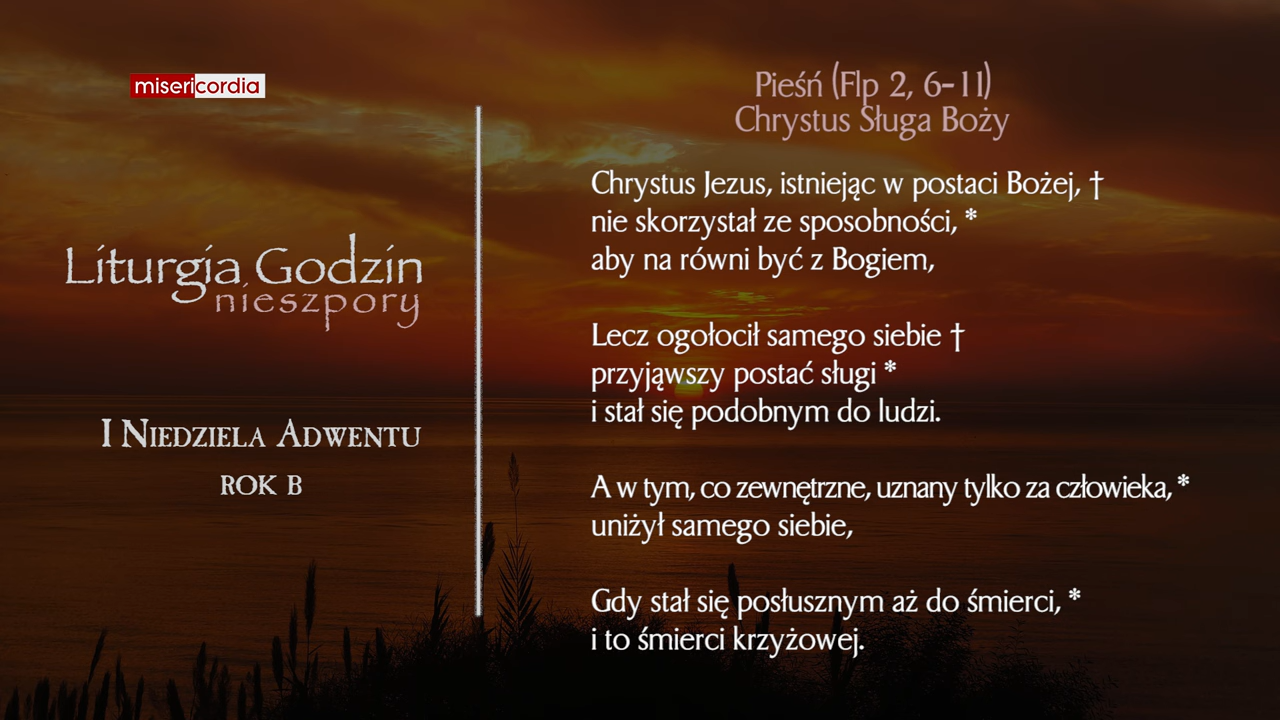 misericordia
Liturgia Godzin
nieszpory
I Niedziela Adwentu
rok B
Pieśń (Flp 2, 6-11)
Chrystus Sługa Boży
Chrystus Jezus, istniejąc w postaci Bożej, †
nie skorzystał ze sposobności, *
aby na równi być z Bogiem,
Lecz ogołocił samego siebie †
przyjąwszy postać sługi *
i stał się podobnym do ludzi.
A w tym, co zewnętrzne, uznany tylko za człowieka, *
uniżył samego siebie,
Gdy stał się posłusznym aż do śmierci, *
i to śmierci krzyżowej.